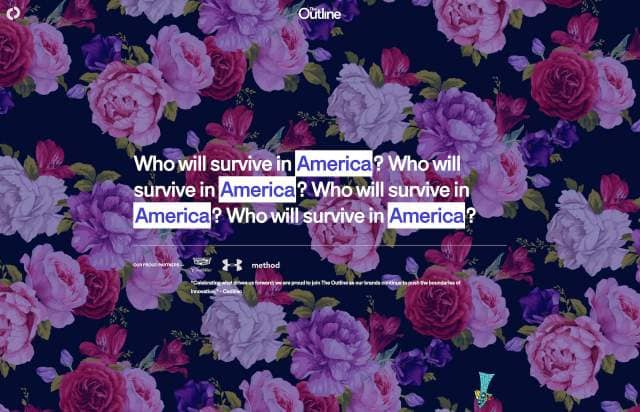 The Outline
Who will survive in America? Who will
survive in America? Who will survive in
America? Who will survive in America?
OUR PROUD PARTNERS: method
"Celebrating what drives us forward; we are proud to join The Outline as our brands continue to push the boundaries of
innovation." - Cadillac